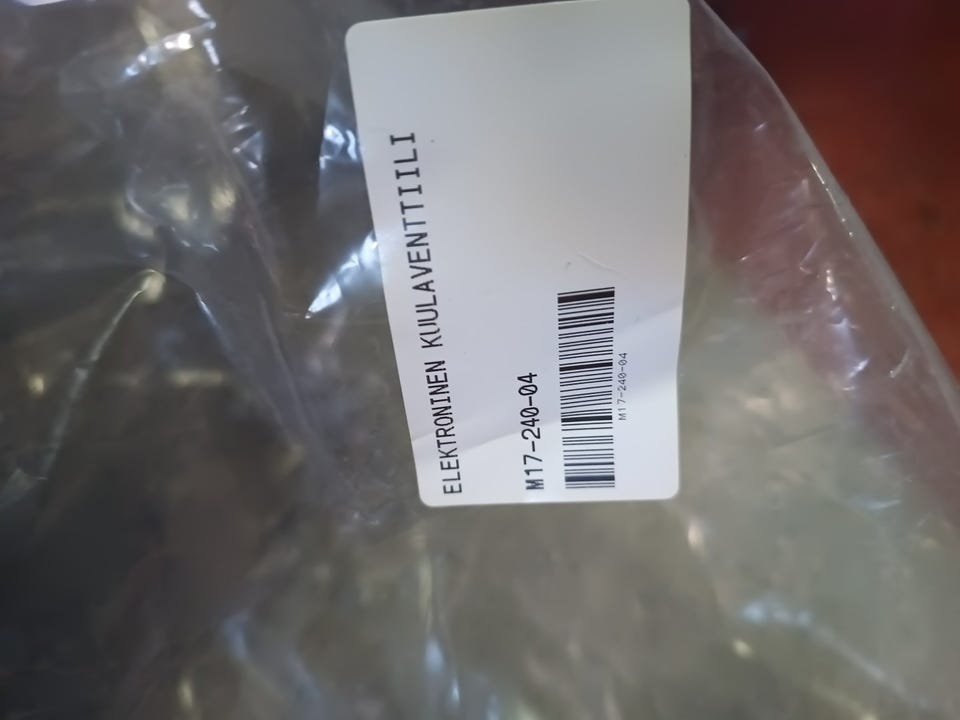 ELEKTRONINEN KUULAVENTTIILI
M17-240-04
M17-240-04